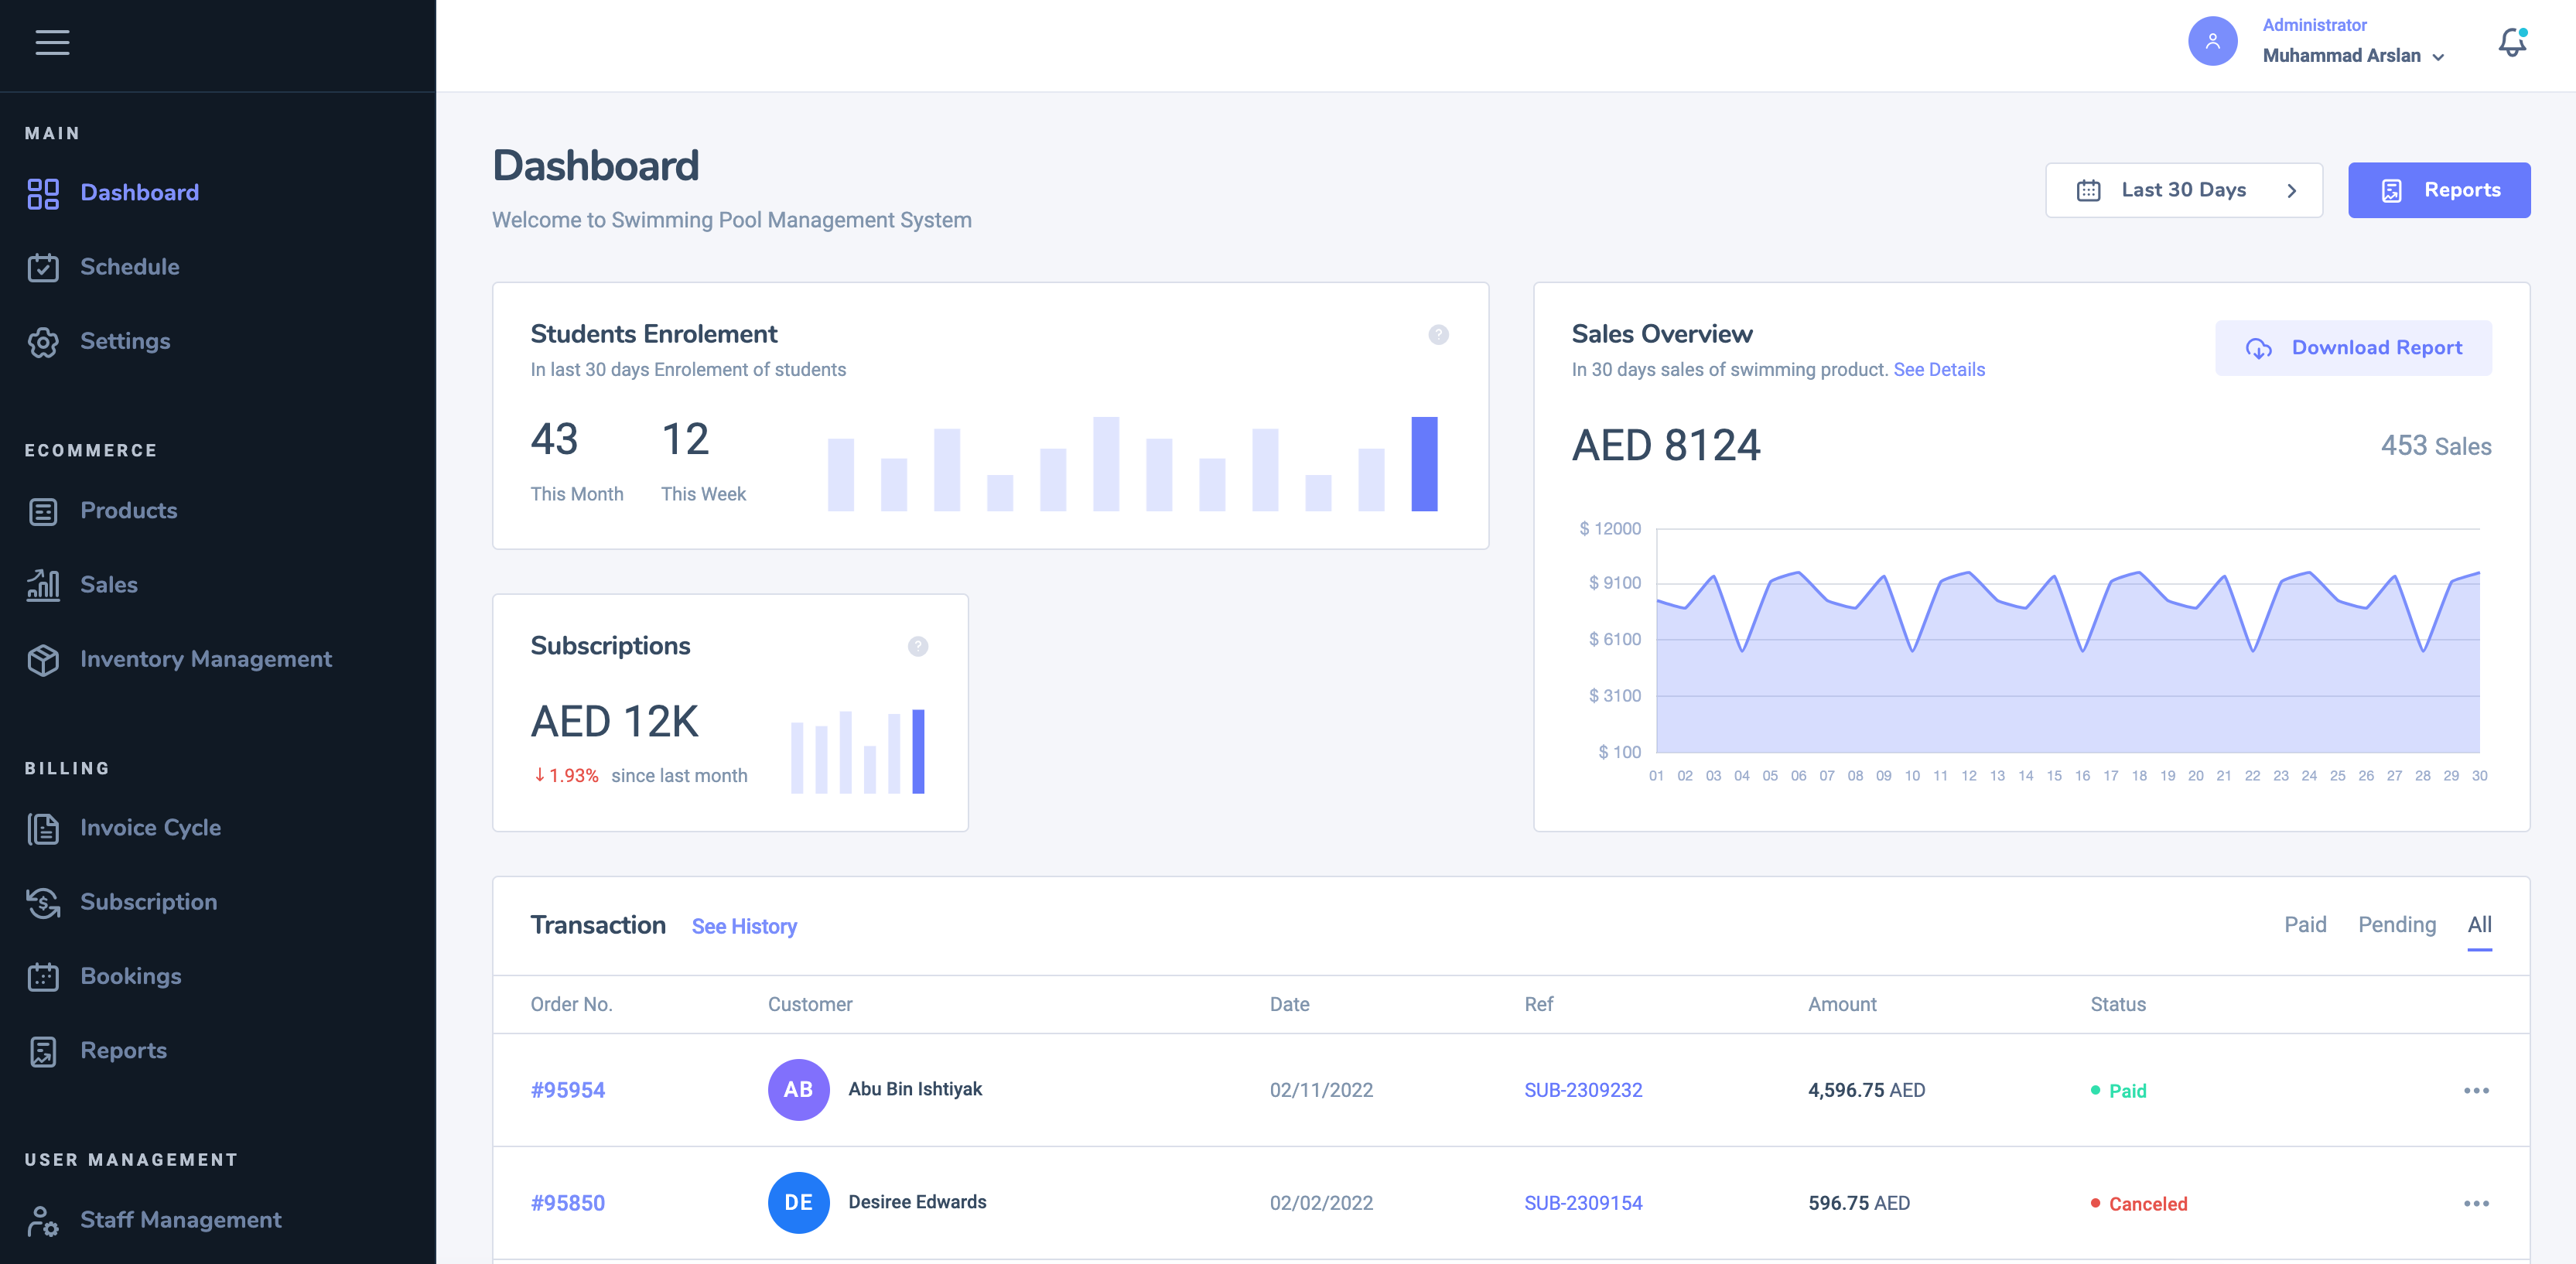 Administrator
Muhammad Arslan
MAIN
Dashboard
Schedule
Settings
ECOMMERCE
Products
Sales
Inventory Management
BILLING
Invoice Cycle
Subscription
Bookings
Reports
USER MANAGEMENT
Staff Management
Dashboard
Welcome to Swimming Pool Management System
Last 30 Days
Reports
Students Enrolement
?
In last 30 days Enrolement of students
43 12
This Month This Week
Subscriptions
?
AED 12K
1.93% since last month
Sales Overview
In 30 days sales of swimming product. See Details
Download Report
AED 8124
453 Sales
$ 12000
$ 9100
$ 6100
$ 3100
$ 100
01 02 03 04 05 06 07 08 09 10 11 12 13 14 15 16 17 18 19 20 21 22 23 24 25 26 27 28 29 30
Transaction See History
Paid Pending All
Order No. Customer Date Ref Amount Status
#95954 AB Abu Bin Ishtiyak 02/11/2022 SUB-2309232 4,596.75 AED Paid
#95850 DE Desiree Edwards 02/02/2022 SUB-2309154 596.75 AED Canceled